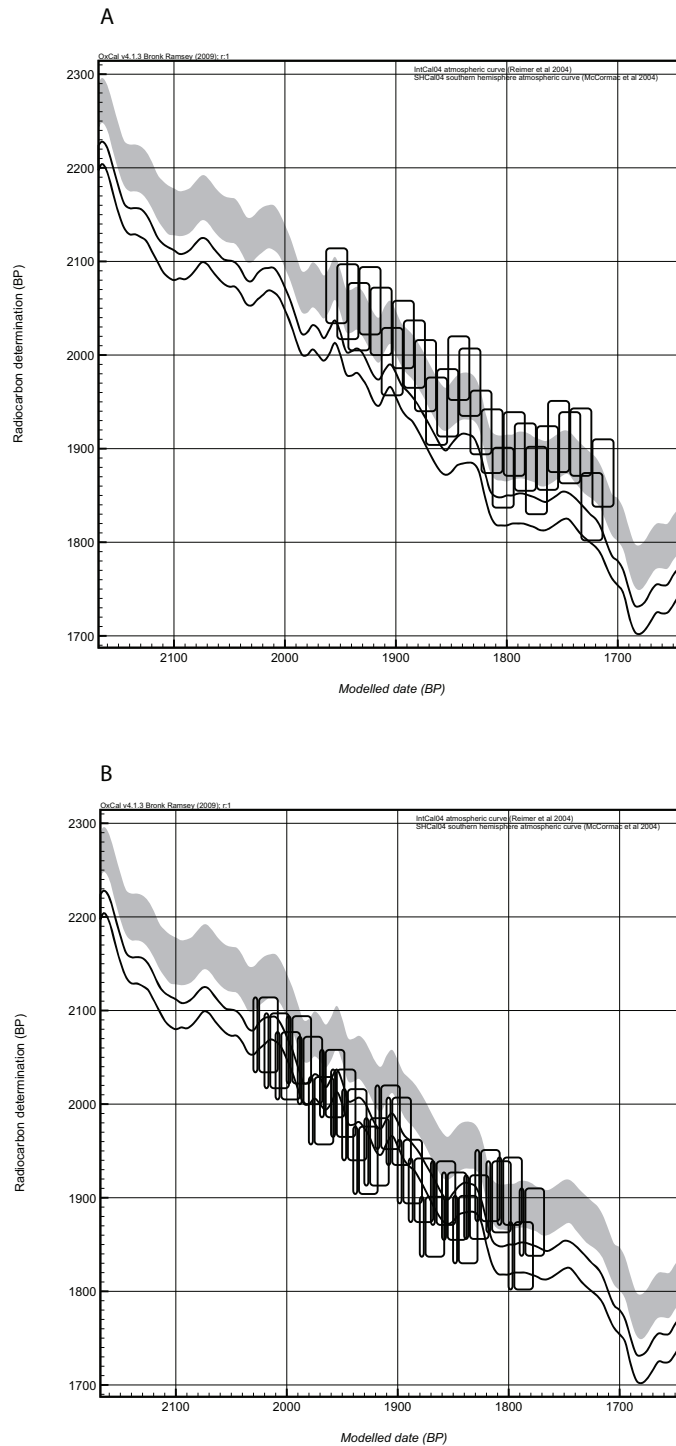 A
OxCal v4.1.3 Bronk Ramsey (2009); r:1
IntCal04 atmospheric curve (Reimer et al 2004)
SHCal04 southern hemisphere atmospheric curve (McCormac et al 2004)
2300
2200
2100
2000
1900
1800
1700
Radiocarbon determination (BP)
2100 2000 1900 1800 1700
Modelled date (BP)
B
OxCal v4.1.3 Bronk Ramsey (2009); r:1
IntCal04 atmospheric curve (Reimer et al 2004)
SHCal04 southern hemisphere atmospheric curve (McCormac et al 2004)
2300
2200
2100
2000
1900
1800
1700
Radiocarbon determination (BP)
2100 2000 1900 1800 1700
Modelled date (BP)